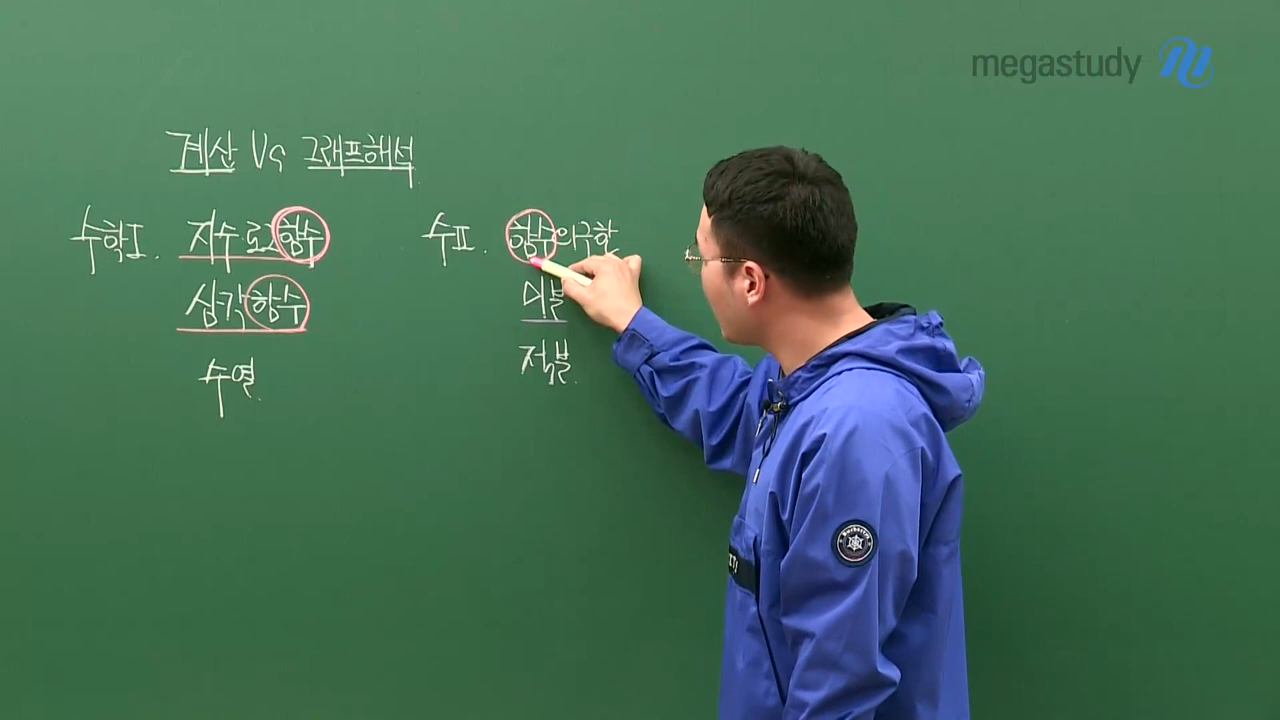 megastudy
계산 Vs 그래프해석
수학I. 지수로그함수
삼각함수
수열.
수II. 함수의극한
미분
적분.